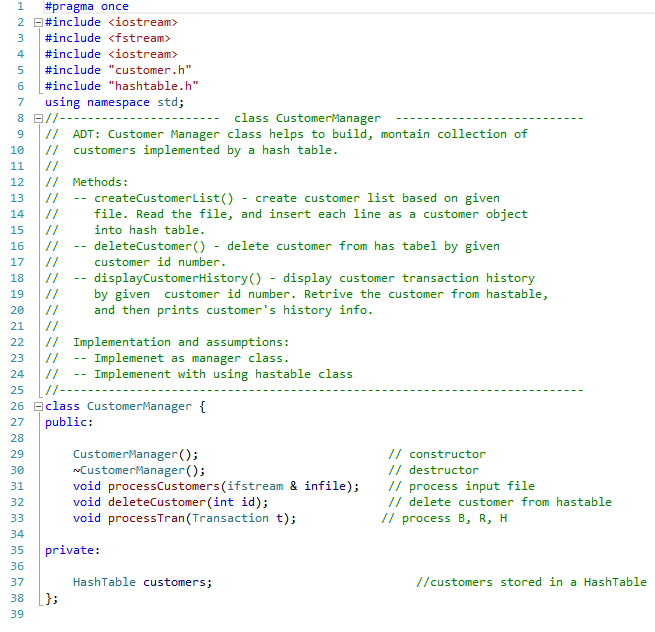 1 #pragma once
2 #include <iostream>
3 #include <fstream>
4 #include <iostream>
5 #include "customer.h"
6 #include "hashtable.h"
7 using namespace std;
8 //----------------------- class CustomerManager ---------------------------
9 // ADT: Customer Manager class helps to build, montain collection of
10 // customers implemented by a hash table.
11 //
12 // Methods:
13 // -- createCustomerList() - create customer list based on given
14 // file. Read the file, and insert each line as a customer object
15 // into hash table.
16 // -- deleteCustomer() - delete customer from has tabel by given
17 // customer id number.
18 // -- displayCustomerHistory() - display customer transaction history
19 // by given  customer id number. Retrive the customer from hastable,
20 // and then prints customer's history info.
21 //
22 // Implementation and assumptions:
23 // -- Implemenet as manager class.
24 // -- Implemenent with using hastable class
25 //---------------------------------------------------------------------------
26 class CustomerManager {
27 public:
28
29 CustomerManager(); // constructor
30 ~CustomerManager(); // destructor
31 void processCustomers(ifstream & infile); // process input file
32 void deleteCustomer(int id); // delete customer from hastable
33 void processTran(Transaction t); // process B, R, H
34
35 private:
36
37 HashTable customers; //customers stored in a HashTable
38 };
39